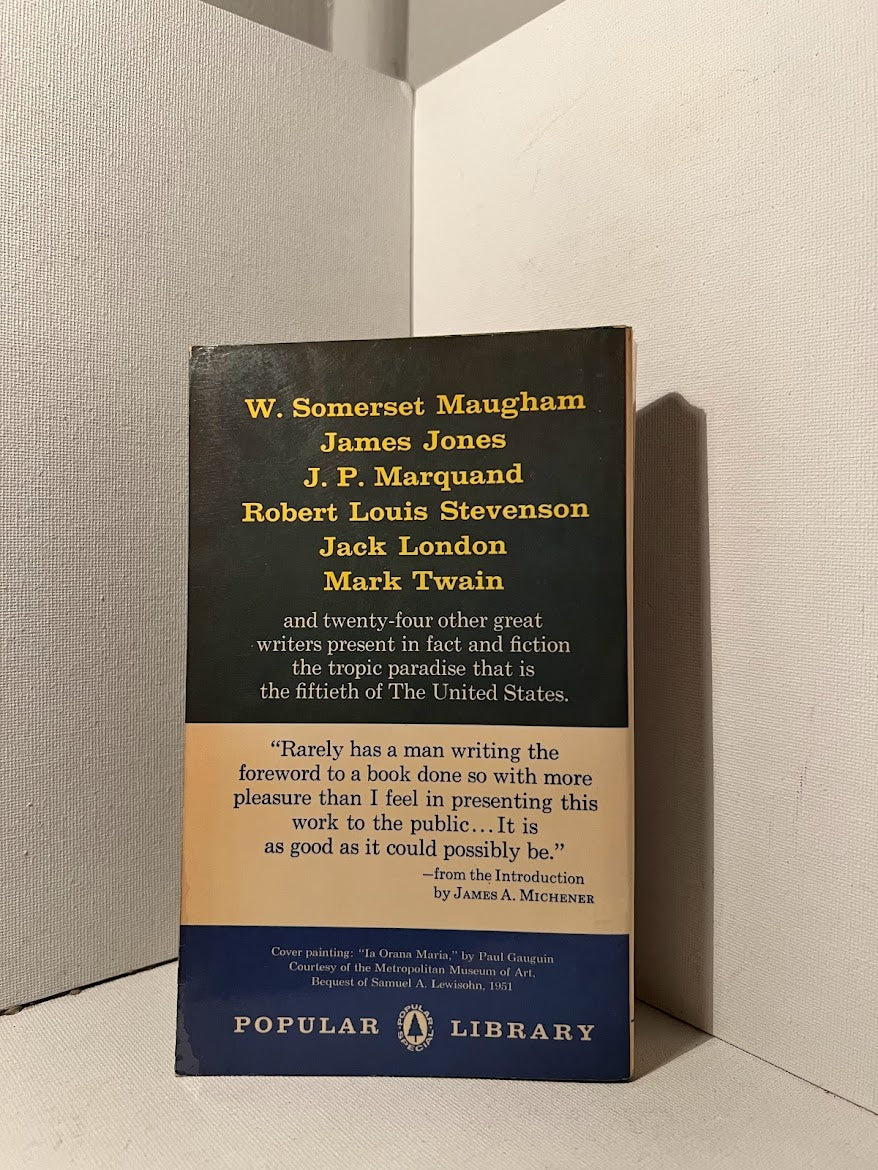 W. Somerset Maugham
James Jones
J. P. Marquand
Robert Louis Stevenson
Jack London
Mark Twain
and twenty-four other great
writers present in fact and fiction
the tropic paradise that is
the fiftieth of The United States.
“Rarely has a man writing the
foreword to a book done so with more
pleasure than I feel in presenting this
work to the public...It is
as good as it could possibly be.”
—from the Introduction
by JAMES A. MICHENER
Cover painting: “Ia Orana Maria,” by Paul Gauguin
Courtesy of the Metropolitan Museum of Art,
Bequest of Samuel A. Lewisohn, 1951
POPULAR POPULAR SPECIAL LIBRARY